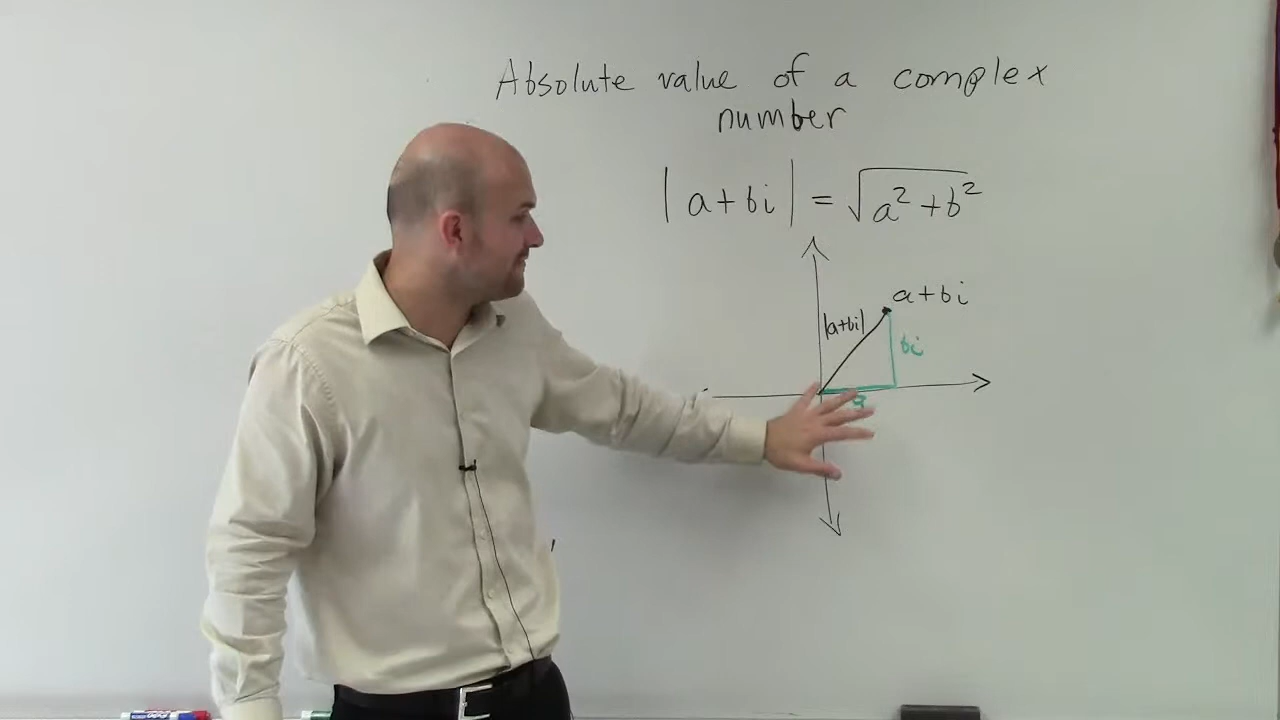 Absolute value of a complex
number
|a+bi| = √a²+b²
a+bi
|a+bi|
bi
a